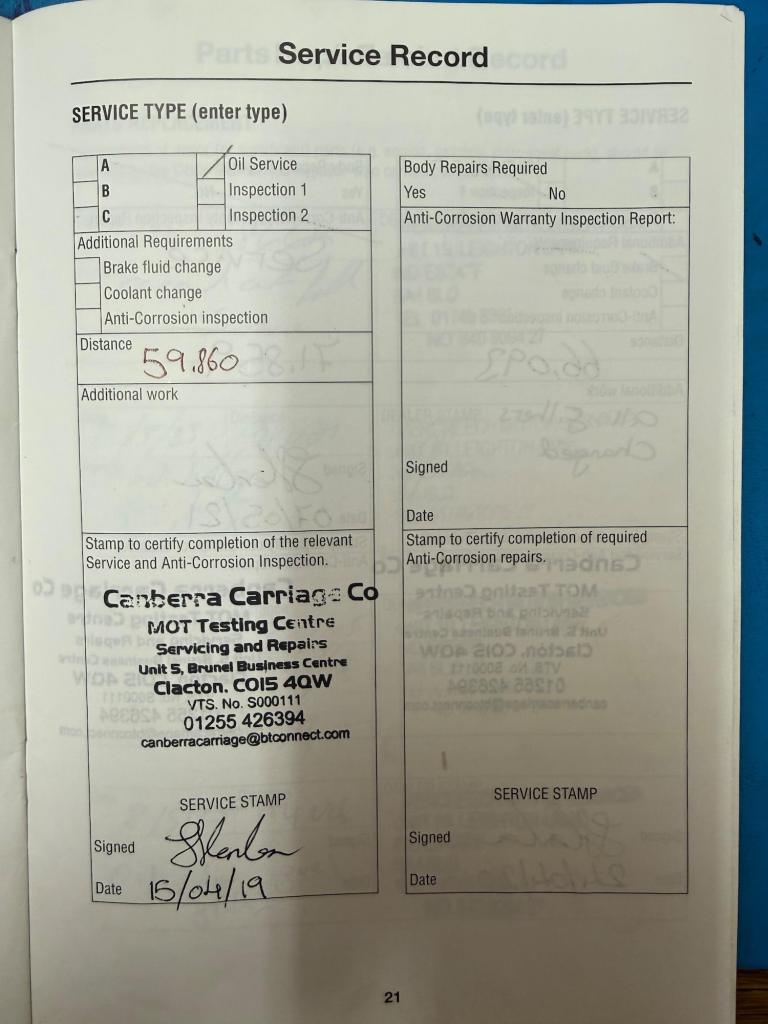 Service Record
SERVICE TYPE (enter type)
A
Oil Service
B
Inspection 1
C
Inspection 2
Additional Requirements
Brake fluid change
Coolant change
Anti-Corrosion inspection
Distance
59.860
Additional work
Stamp to certify completion of the relevant
Service and Anti-Corrosion Inspection.
Canberra Carriage Co
MOT Testing Centre
Servicing and Repairs
Unit 5, Brunel Business Centre
Clacton. CO15 4QW
VTS. No. S000111
01255 426394
canberracarriage@btconnect.com
SERVICE STAMP
Signed
Date 15/04/19
Body Repairs Required
Yes No
Anti-Corrosion Warranty Inspection Report:
Signed
Date
Stamp to certify completion of required
Anti-Corrosion repairs.
SERVICE STAMP
Signed
Date
21